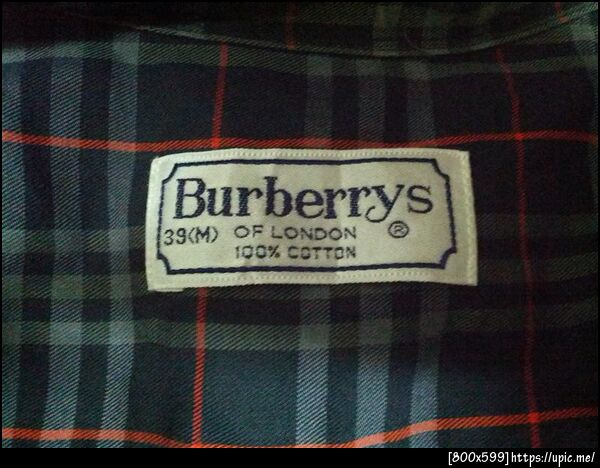 Burberrys
39(M) OF LONDON ®
100% COTTON
[800x599]https://upic.me/